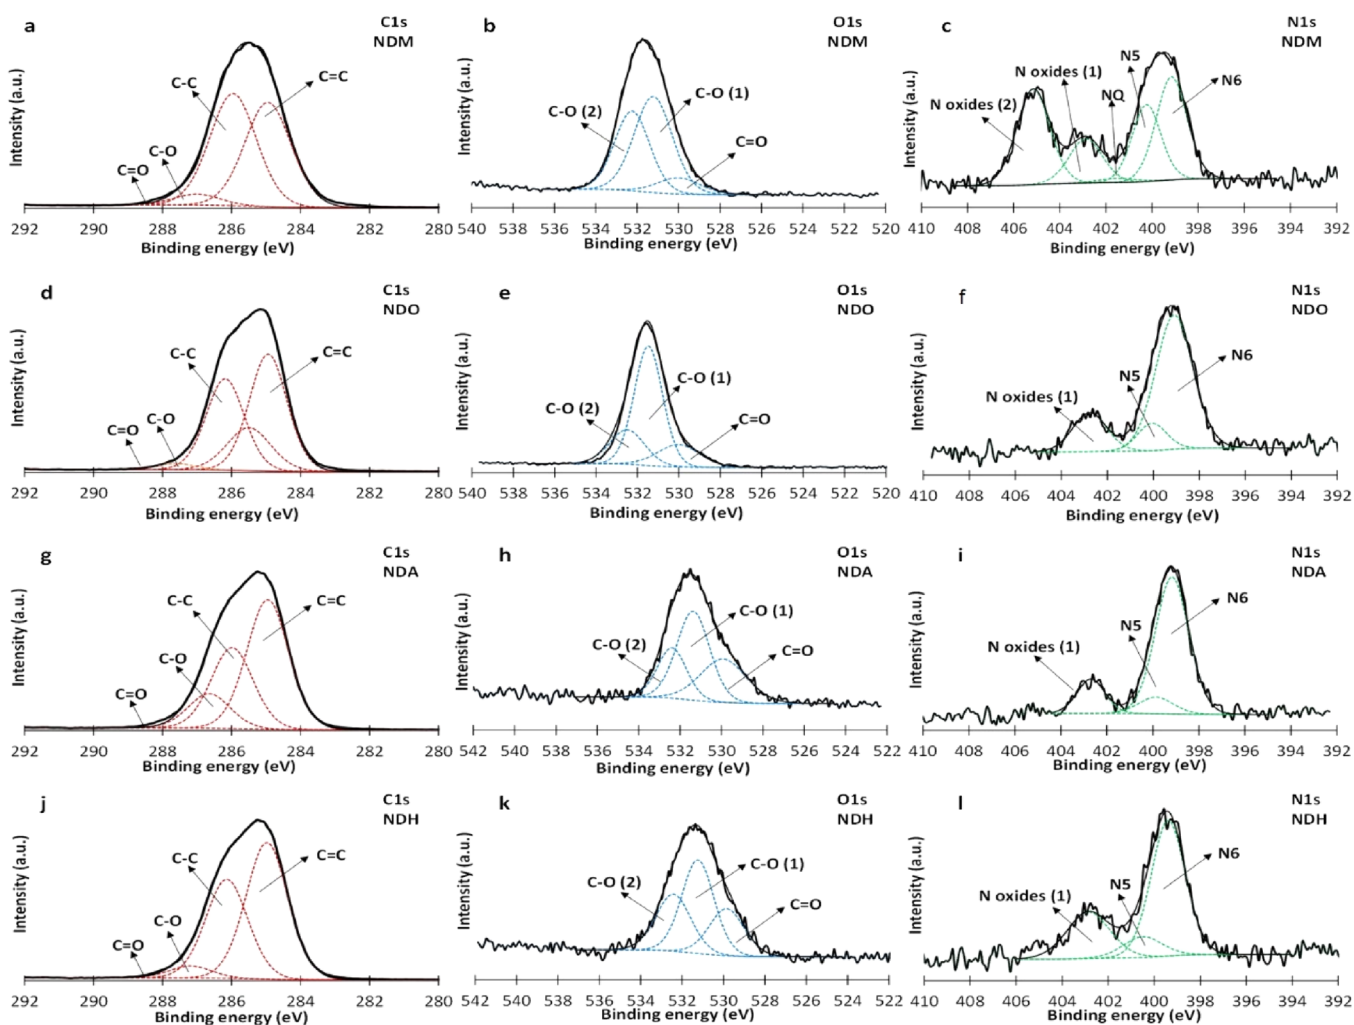 a
C1s
NDM
C-C
C=C
C-O
C=O
Intensity (a.u.)
292 290 288 286 284 282 280
Binding energy (eV)
b
O1s
NDM
C-O (2)
C-O (1)
C=O
Intensity (a.u.)
540 538 536 534 532 530 528 526 524 522 520
Binding energy (eV)
c
N1s
NDM
N oxides (2)
N oxides (1)
NQ
N5
N6
Intensity (a.u.)
410 408 406 404 402 400 398 396 394 392
Binding energy (eV)
d
C1s
NDO
C-C
C=C
C-O
C=O
Intensity (a.u.)
292 290 288 286 284 282 280
Binding energy (eV)
e
O1s
NDO
C-O (2)
C-O (1)
C=O
Intensity (a.u.)
540 538 536 534 532 530 528 526 524 522 520
Binding energy (eV)
f
N1s
NDO
N oxides (1)
N5
N6
Intensity (a.u.)
410 408 406 404 402 400 398 396 394 392
Binding energy (eV)
g
C1s
NDA
C-C
C=C
C-O
C=O
Intensity (a.u.)
292 290 288 286 284 282 280
Binding energy (eV)
h
O1s
NDA
C-O (2)
C-O (1)
C=O
Intensity (a.u.)
542 540 538 536 534 532 530 528 526 524 522
Binding energy (eV)
i
N1s
NDA
N oxides (1)
N5
N6
Intensity (a.u.)
410 408 406 404 402 400 398 396 394 392
Binding energy (eV)
j
C1s
NDH
C-C
C=C
C-O
C=O
Intensity (a.u.)
292 290 288 286 284 282 280
Binding energy (eV)
k
O1s
NDH
C-O (2)
C-O (1)
C=O
Intensity (a.u.)
542 540 538 536 534 532 530 528 526 524 522
Binding energy (eV)
l
N1s
NDH
N oxides (1)
N5
N6
Intensity (a.u.)
410 408 406 404 402 400 398 396 394 392
Binding energy (eV)